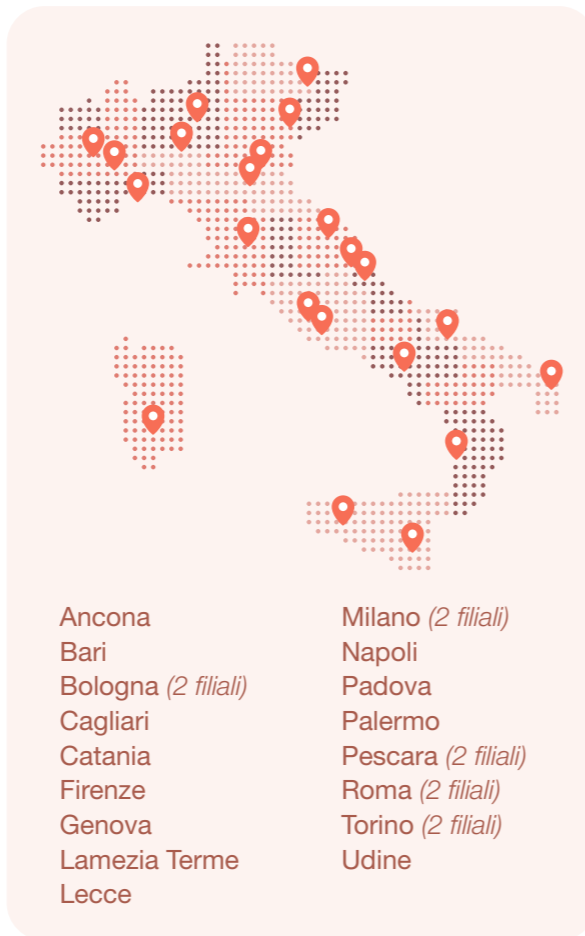 Ancona
Bari
Bologna (2 filiali)
Cagliari
Catania
Firenze
Genova
Lamezia Terme
Lecce
Milano (2 filiali)
Napoli
Padova
Palermo
Pescara (2 filiali)
Roma (2 filiali)
Torino (2 filiali)
Udine